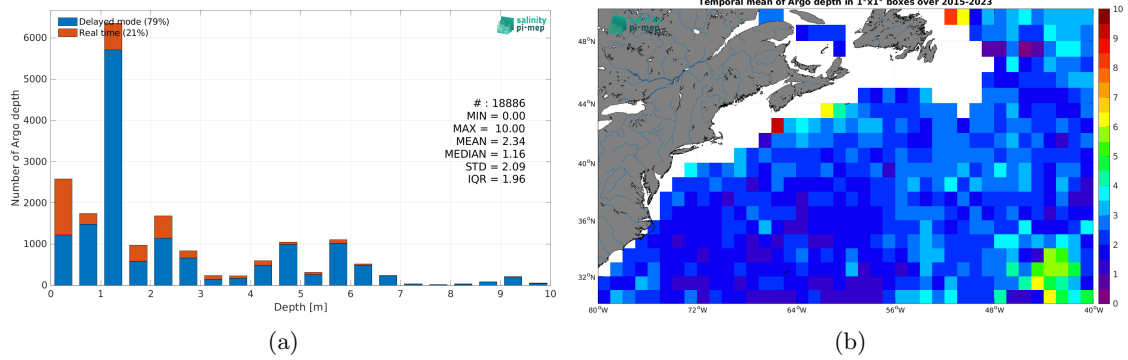 Delayed mode (79%)
Real time (21%)
salinity
pi-mep
# : 18886
MIN = 0.00
MAX = 10.00
MEAN = 2.34
MEDIAN = 1.16
STD = 2.09
IQR = 1.96
Number of Argo depth
6000
5000
4000
3000
2000
1000
0
0 1 2 3 4 5 6 7 8 9 10
Depth [m]
(a)
Temporal mean of Argo depth in 1°x1° boxes over 2015-2023
salinity
pi-mep
48°N
44°N
40°N
36°N
32°N
80°W 72°W 64°W 56°W 48°W 40°W
10
9
8
7
6
5
4
3
2
1
0
(b)